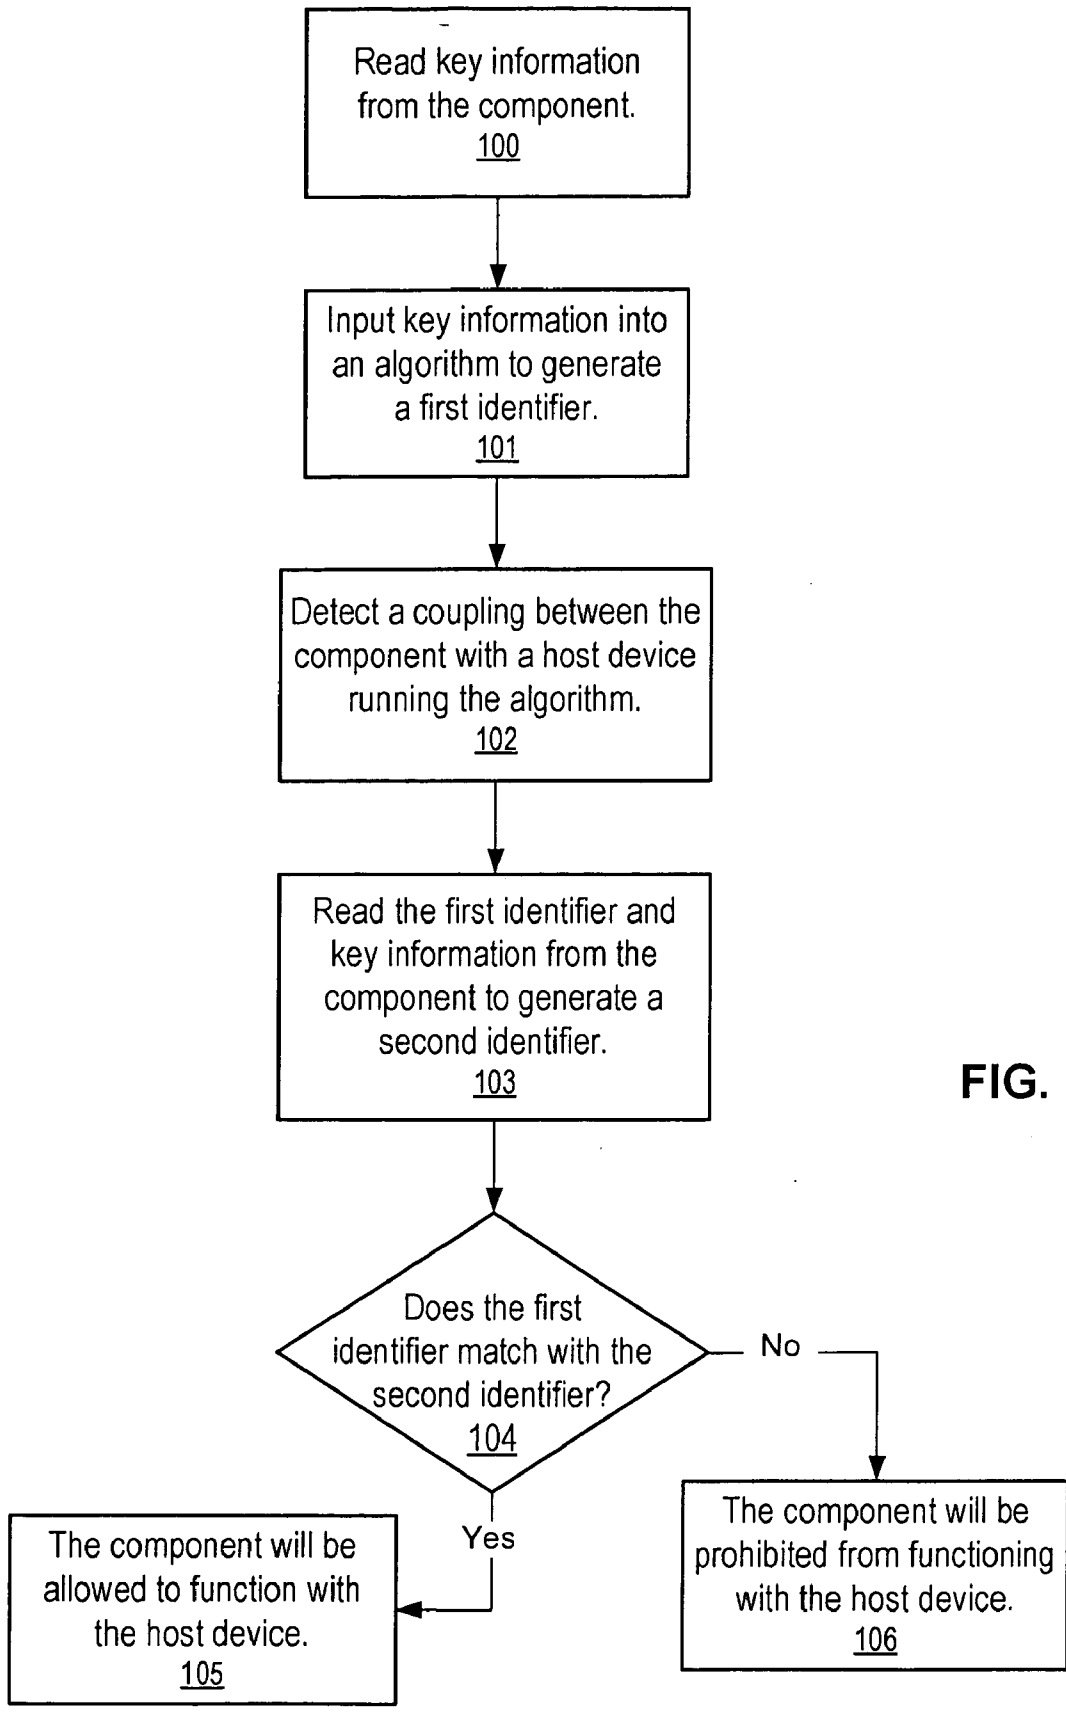 Read key information
from the component.
100
Input key information into
an algorithm to generate
a first identifier.
101
Detect a coupling between the
component with a host device
running the algorithm.
102
Read the first identifier and
key information from the
component to generate a
second identifier.
103
FIG.
Does the first
identifier match with the
second identifier?
104
No
Yes
The component will be
allowed to function with
the host device.
105
The component will be
prohibited from functioning
with the host device.
106